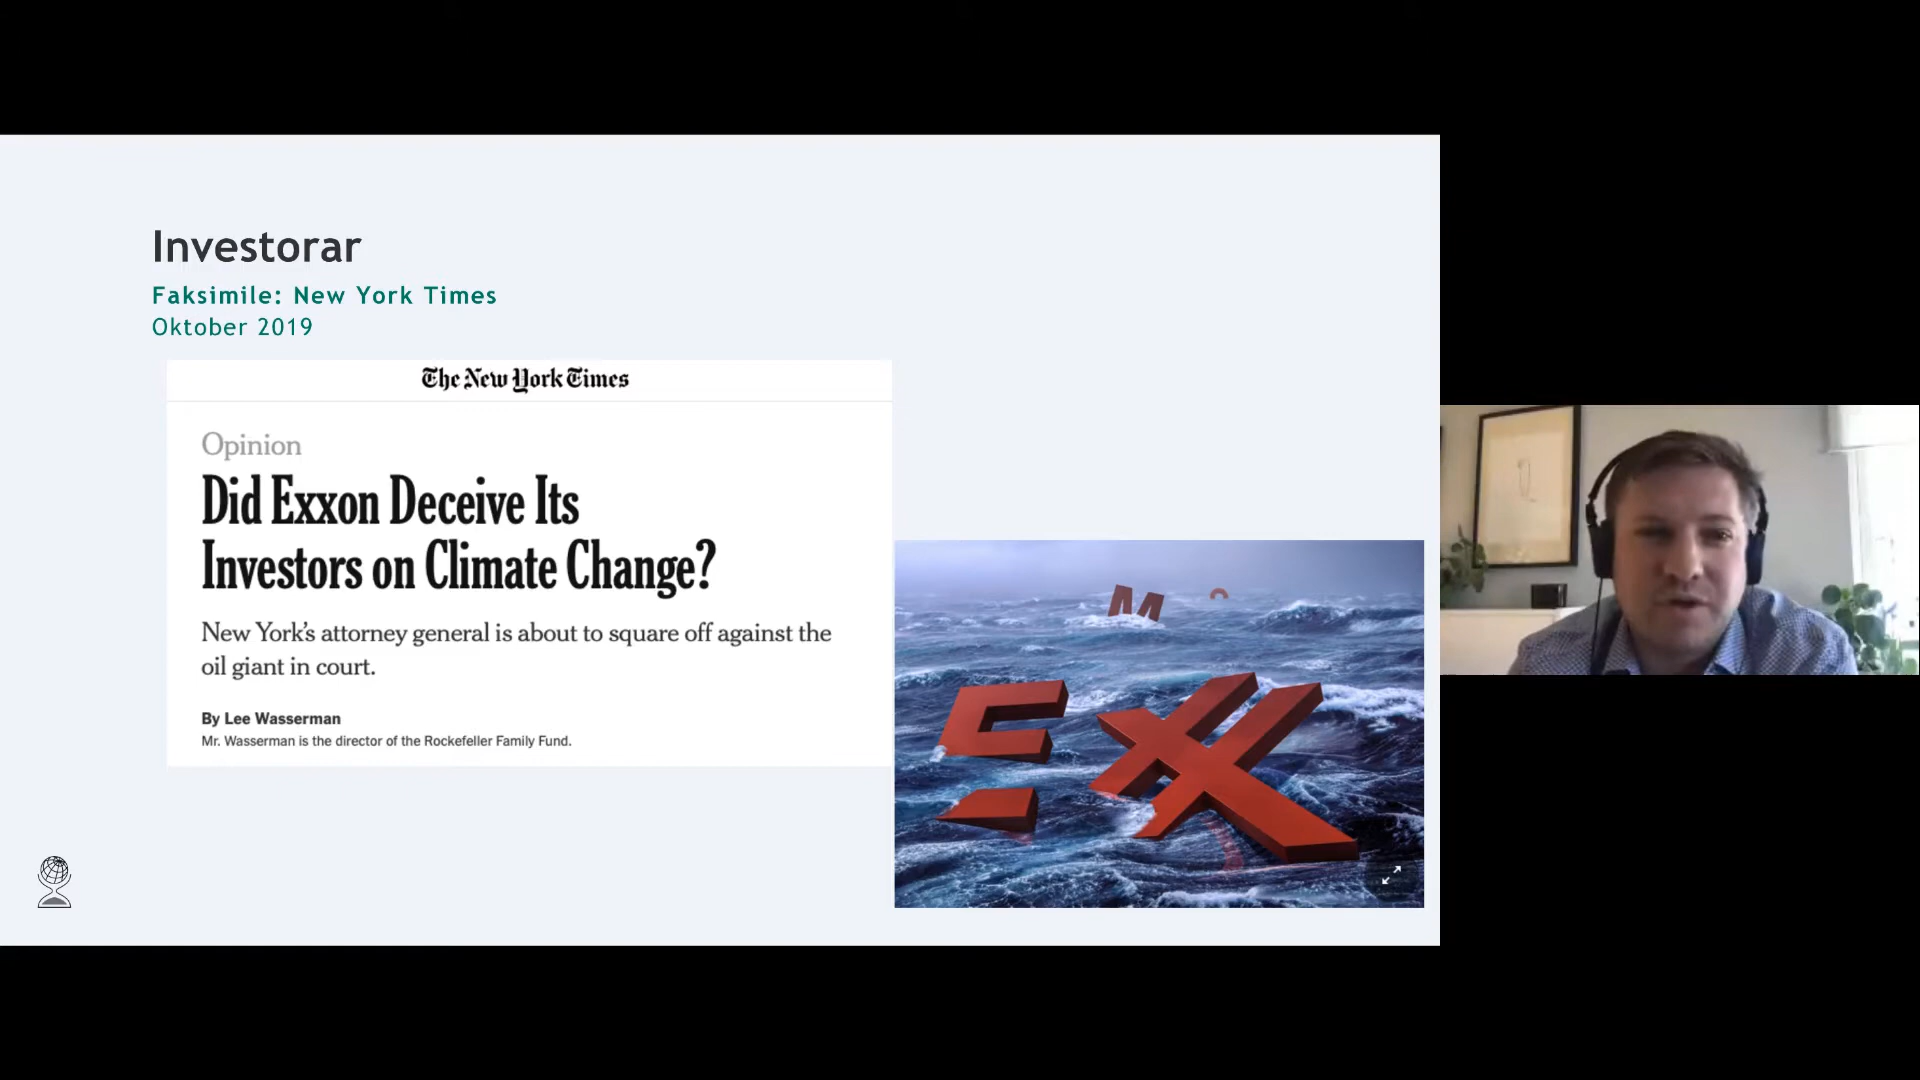 Investorar
Faksimile: New York Times
Oktober 2019
The New York Times
Opinion
Did Exxon Deceive Its
Investors on Climate Change?
New York's attorney general is about to square off against the
oil giant in court.
By Lee Wasserman
Mr. Wasserman is the director of the Rockefeller Family Fund.
M
E
XX